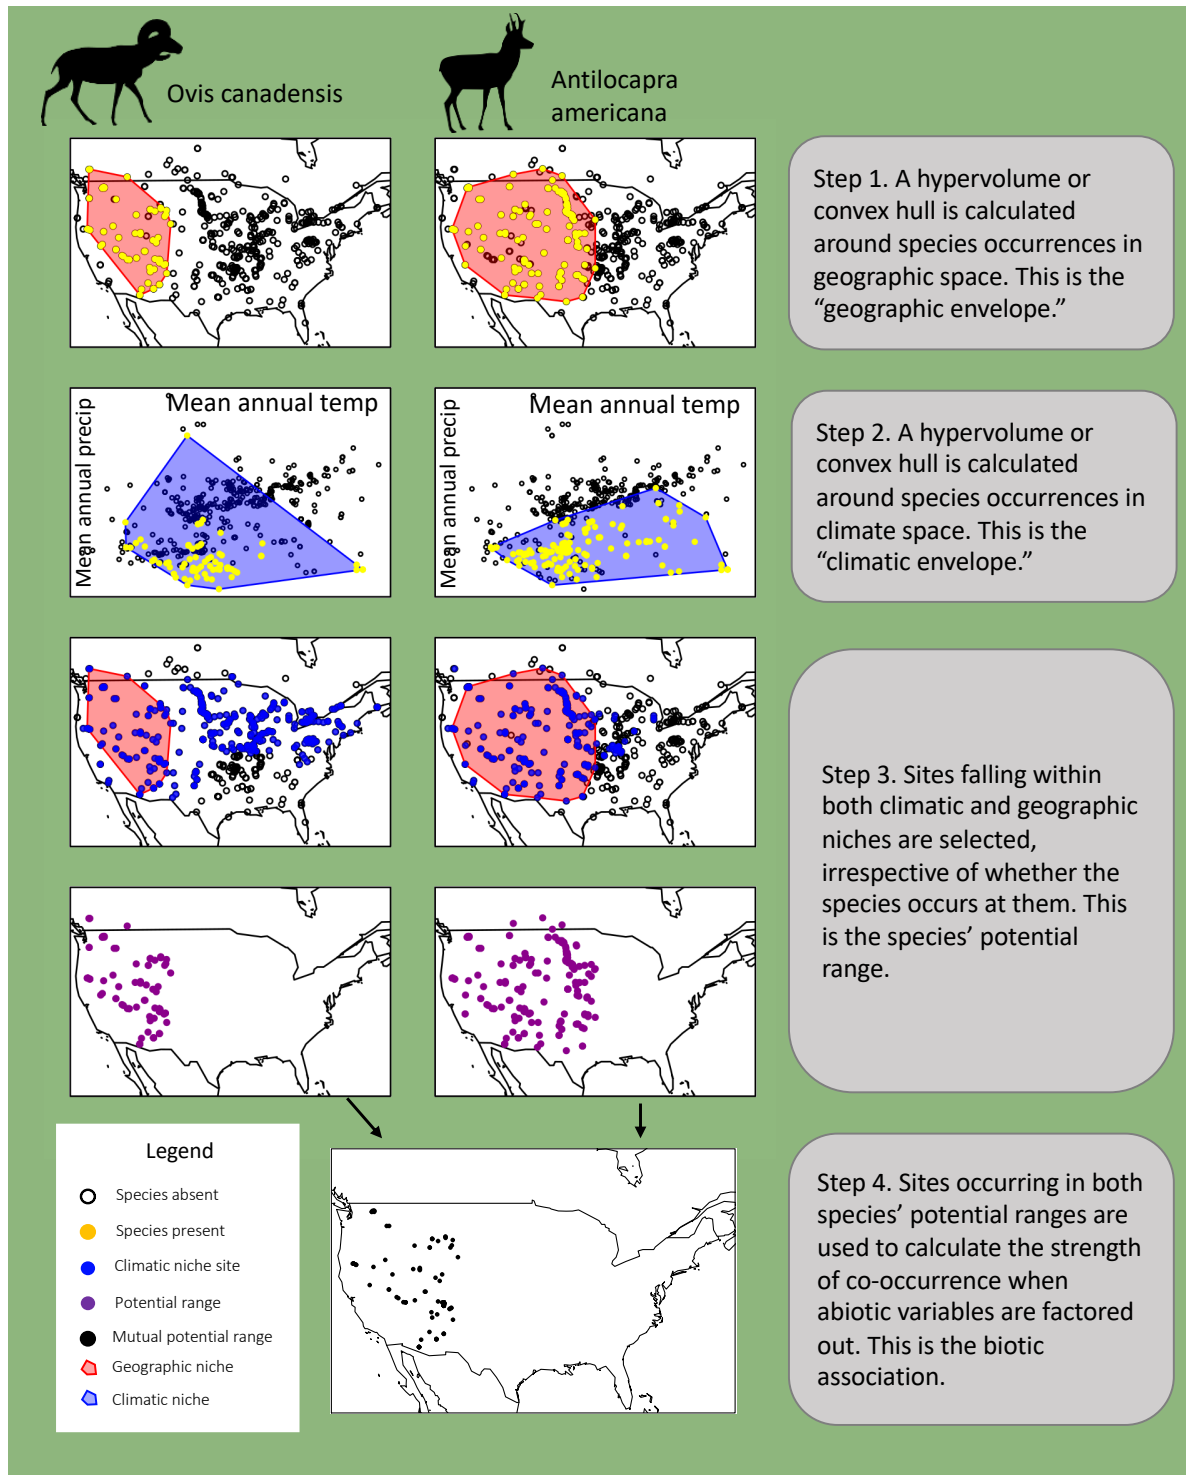 Ovis canadensis
Antilocapra
americana
Step 1. A hypervolume or
convex hull is calculated
around species occurrences in
geographic space. This is the
“geographic envelope.”
Mean annual temp
Mean annual precip
Mean annual temp
Mean annual precip
Step 2. A hypervolume or
convex hull is calculated
around species occurrences in
climate space. This is the
“climatic envelope.”
Step 3. Sites falling within
both climatic and geographic
niches are selected,
irrespective of whether the
species occurs at them. This
is the species’ potential
range.
Legend
Species absent
Species present
Climatic niche site
Potential range
Mutual potential range
Geographic niche
Climatic niche
Step 4. Sites occurring in both
species’ potential ranges are
used to calculate the strength
of co-occurrence when
abiotic variables are factored
out. This is the biotic
association.